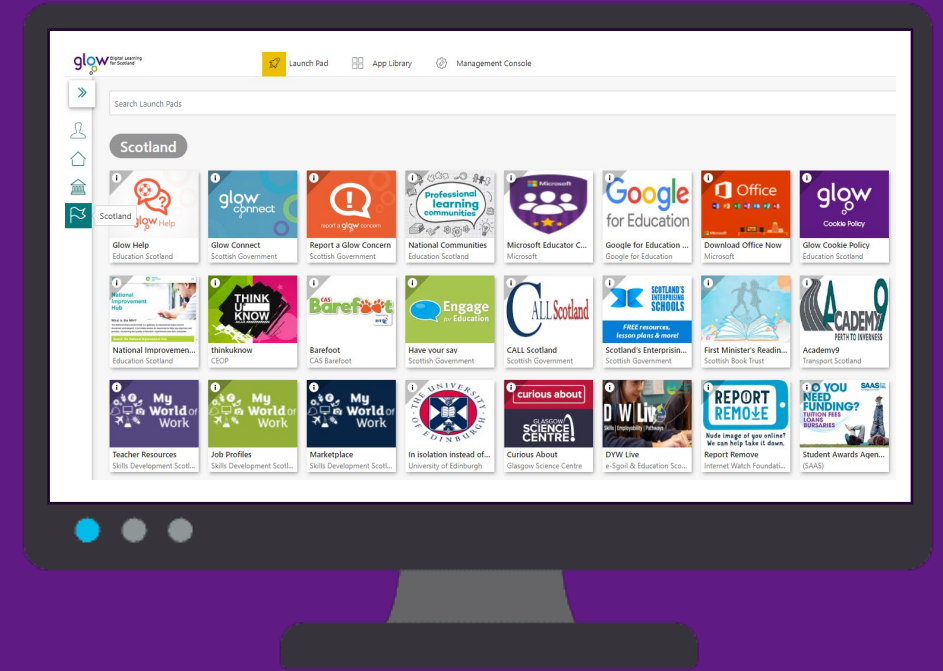 glow Digital Learning for Scotland
Launch Pad
App Library
Management Console
Search Launch Pads
Scotland
Scotland
glow Help
glow connect
report a glow concern
Professional learning communities
Microsoft
Google for Education
Office
glow
Cookie Policy
Glow Help
Education Scotland
Glow Connect
Scottish Government
Report a Glow Concern
Scottish Government
National Communities
Education Scotland
Microsoft Educator C...
Microsoft
Google for Education ...
Google for Education
Download Office Now
Microsoft
Glow Cookie Policy
Education Scotland
National Improvement Hub
THINK U KNOW
CAS Barefoot
Engage for Education
CALL Scotland
SCOTLAND'S ENTERPRISING SCHOOLS
FREE resources, lesson plans & more!
ACADEMY9
PERTH TO INVERNESS
National Improvemen...
Education Scotland
thinkuknow
CEOP
Barefoot
CAS Barefoot
Have your say
Scottish Government
CALL Scotland
Scottish Government
Scotland's Enterprisin...
Scottish Government
First Minister's Readin...
Scottish Book Trust
Academy9
Transport Scotland
My World of Work
My World of Work
My World of Work
UNIVERSITY OF EDINBURGH
curious about
GLASGOW SCIENCE CENTRE
D W Live
Skills | Employability | Pathways
REPORT REMOVE
Nude image of you online?
We can help take it down.
DO YOU NEED FUNDING?
TUITION FEES
LOANS
BURSARIES
SAAS
Teacher Resources
Skills Development Scotl...
Job Profiles
Skills Development Scotl...
Marketplace
Skills Development Scotl...
In isolation instead of...
University of Edinburgh
Curious About
Glasgow Science Centre
DYW Live
e-Sgoil & Education Sco...
Report Remove
Internet Watch Foundati...
Student Awards Agen...
(SAAS)